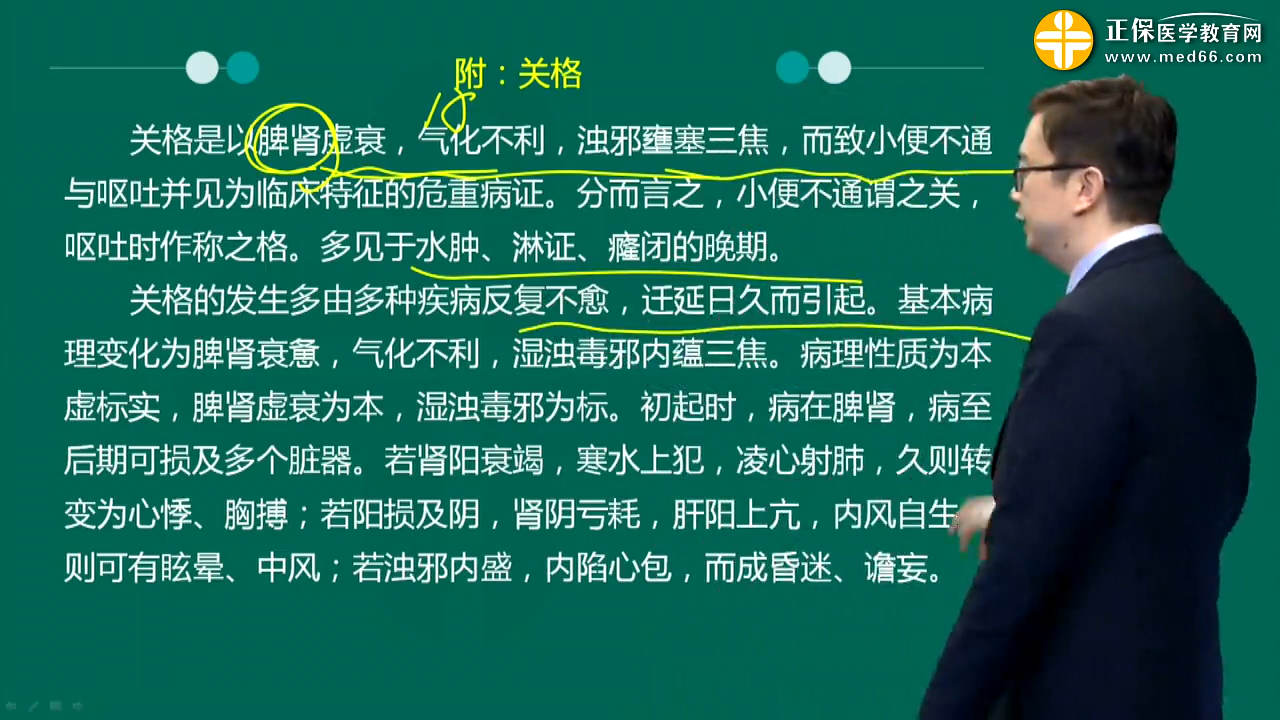 正保医学教育网
www.med66.com
附：关格
18
关格是以脾肾虚衰，气化不利，浊邪壅塞三焦，而致小便不通
与呕吐并见为临床特征的危重病证。分而言之，小便不通谓之关，
呕吐时作称之格。多见于水肿、淋证、癃闭的晚期。
关格的发生多由多种疾病反复不愈，迁延日久而引起。基本病
理变化为脾肾衰惫，气化不利，湿浊毒邪内蕴三焦。病理性质为本
虚标实，脾肾虚衰为本，湿浊毒邪为标。初起时，病在脾肾，病至
后期可损及多个脏器。若肾阳衰竭，寒水上犯，凌心射肺，久则转
变为心悸、胸搏；若阳损及阴，肾阴亏耗，肝阳上亢，内风自生
则可有眩晕、中风；若浊邪内盛，内陷心包，而成昏迷、谵妄。